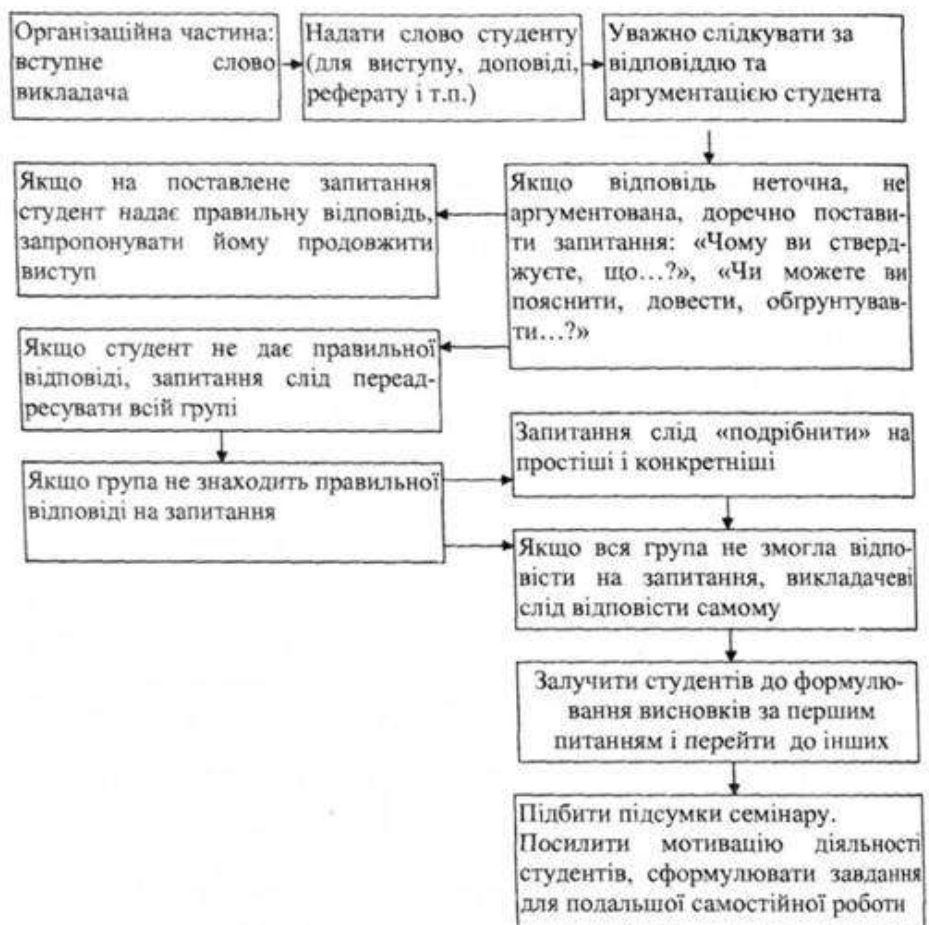 Організаційна частина:
вступне слово
викладача
Надати слово студенту
(для виступу, доповіді,
реферату і т.п.)
Уважно слідкувати за
відповіддю та
аргументацією студента
Якщо на поставлене запитання
студент надає правильну відповідь,
запропонувати йому продовжити
виступ
Якщо відповідь неточна, не
аргументована, доречно постави-
ти запитання: «Чому ви стверд-
жуєте, що...?», «Чи можете ви
пояснити, довести, обґрунтував-
ти...?»
Якщо студент не дає правильної
відповіді, запитання слід переад-
ресувати всій групі
Запитання слід «подрібнити» на
простіші і конкретніші
Якщо група не знаходить правильної
відповіді на запитання
Якщо вся група не змогла відпо-
вісти на запитання, викладачеві
слід відповісти самому
Залучити студентів до формулю-
вання висновків за першим
питанням і перейти до інших
Підбити підсумки семінару.
Посилити мотивацію діяльності
студентів, сформулювати завдання
для подальшої самостійної роботи